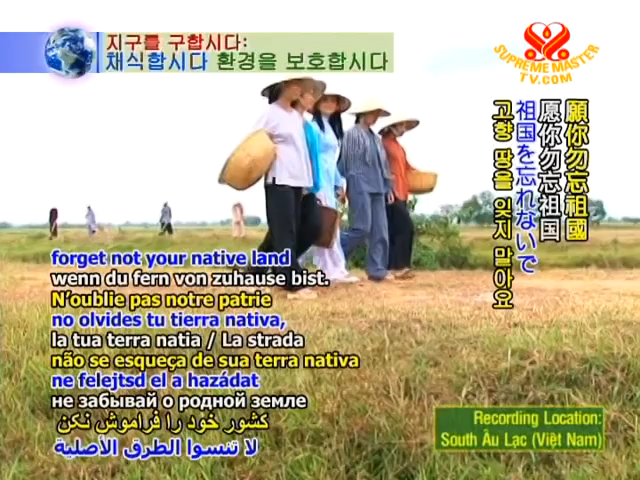 지구를 구합시다:
채식합시다 환경을 보호합시다
SUPREME MASTER
TV.COM
願你勿忘祖國
愿你勿忘祖国
祖国を忘れないで
고향 땅을 잊지 말아요
forget not your native land
wenn du fern von zuhause bist.
N'oublie pas notre patrie
no olvides tu tierra nativa,
la tua terra natia / La strada
não se esqueça de sua terra nativa
ne felejtsd el a hazádat
не забывай о родной земле
کشور خود را فراموش نکن
لا تنسوا الطرق الأصلية
Recording Location:
South Âu Lạc (Việt Nam)